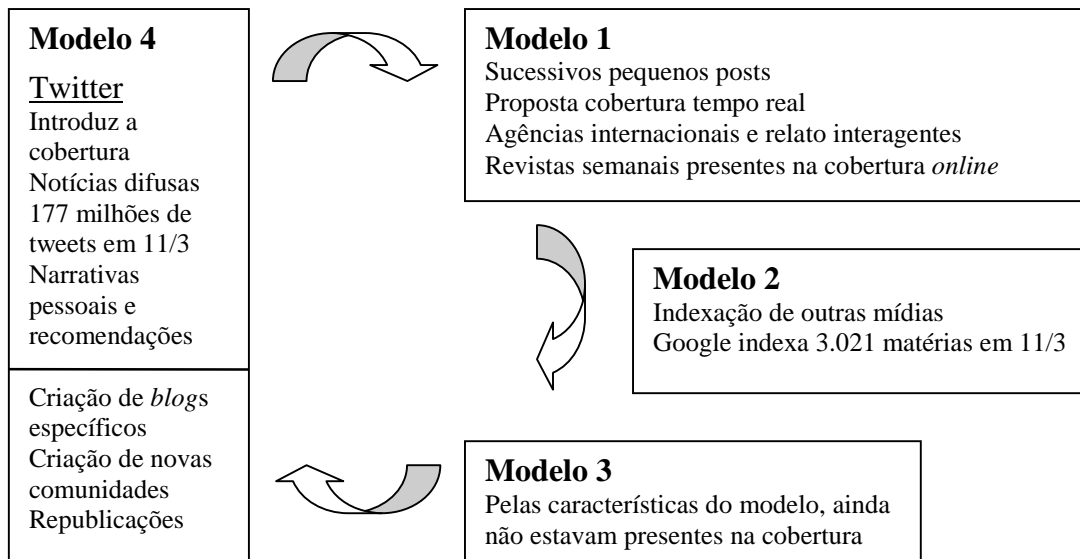 Modelo 4
Twitter
Introduz a
cobertura
Notícias difusas
177 milhões de
tweets em 11/3
Narrativas
pessoais e
recomendações
Criação de blogs
específicos
Criação de novas
comunidades
Republicações
Modelo 1
Sucessivos pequenos posts
Proposta cobertura tempo real
Agências internacionais e relato interagentes
Revistas semanais presentes na cobertura online
Modelo 2
Indexação de outras mídias
Google indexa 3.021 matérias em 11/3
Modelo 3
Pelas características do modelo, ainda
não estavam presentes na cobertura